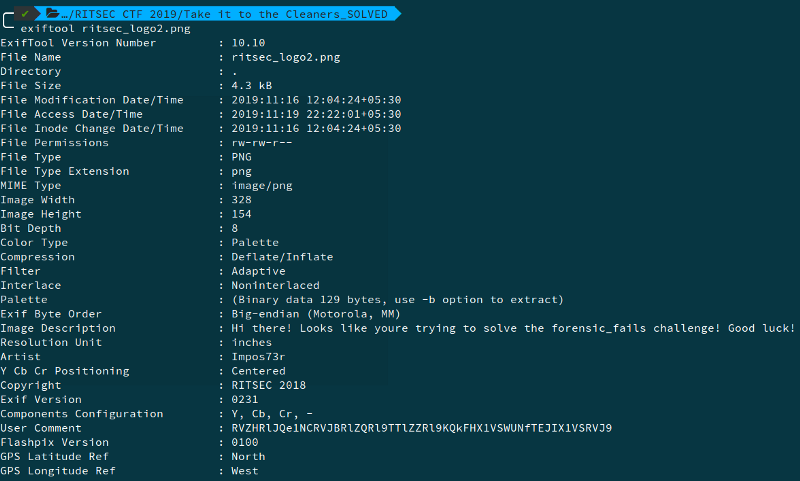 ✔ …/RITSEC CTF 2019/Take it to the Cleaners_SOLVED
exiftool ritsec_logo2.png
ExifTool Version Number : 10.10
File Name : ritsec_logo2.png
Directory : .
File Size : 4.3 kB
File Modification Date/Time : 2019:11:16 12:04:24+05:30
File Access Date/Time : 2019:11:19 22:22:01+05:30
File Inode Change Date/Time : 2019:11:16 12:04:24+05:30
File Permissions : rw-rw-r--
File Type : PNG
File Type Extension : png
MIME Type : image/png
Image Width : 328
Image Height : 154
Bit Depth : 8
Color Type : Palette
Compression : Deflate/Inflate
Filter : Adaptive
Interlace : Noninterlaced
Palette : (Binary data 129 bytes, use -b option to extract)
Exif Byte Order : Big-endian (Motorola, MM)
Image Description : Hi there! Looks like youre trying to solve the forensic_fails challenge! Good luck!
Resolution Unit : inches
Artist : Impos73r
Y Cb Cr Positioning : Centered
Copyright : RITSEC 2018
Exif Version : 0231
Components Configuration : Y, Cb, Cr, -
User Comment : RVZHRlJQe1NCRVJBRlZQRl9TTlZZRl9KQkFHX1VSWUNfTEJIX1VSRVJ9
Flashpix Version : 0100
GPS Latitude Ref : North
GPS Longitude Ref : West